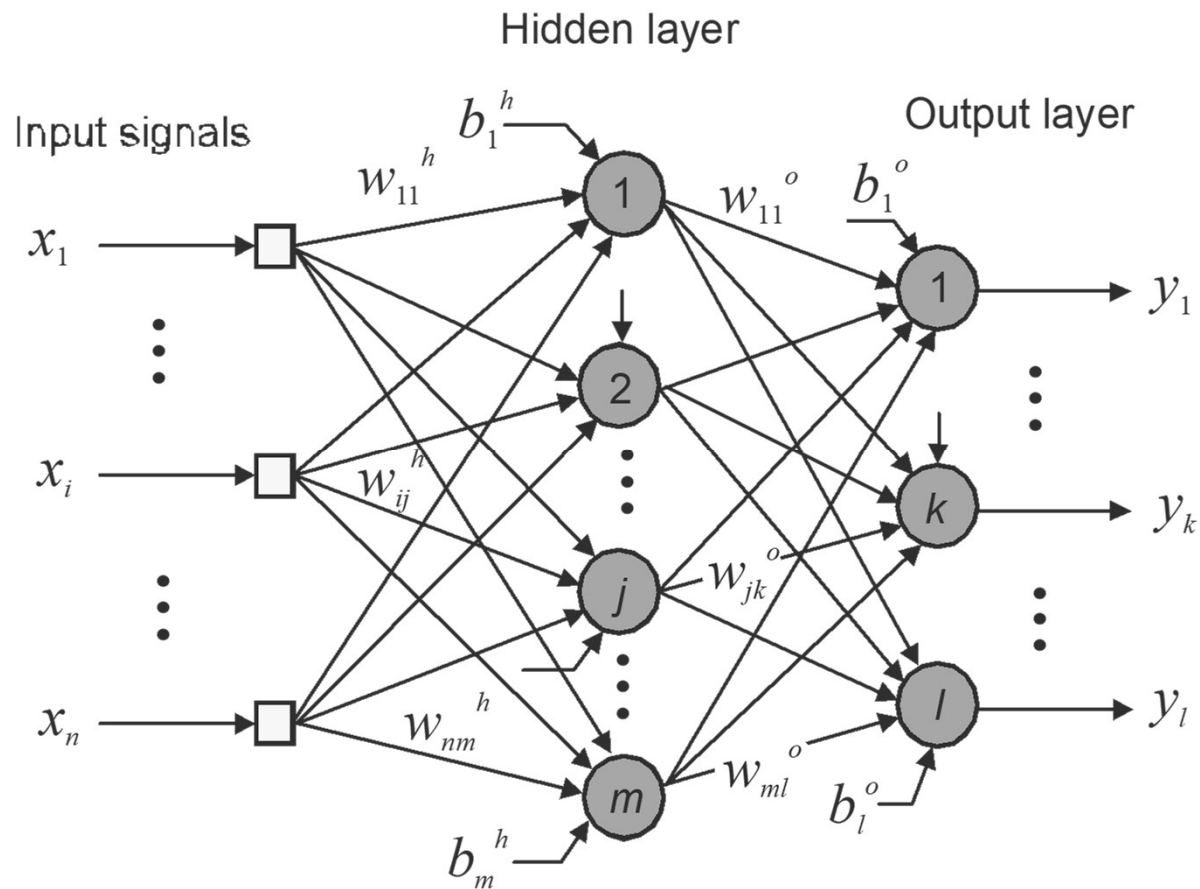 Hidden layer
Input signals
Output layer
b₁ʰ
w₁₁ʰ
w₁₁ᵒ
b₁ᵒ
x₁
1
1
y₁
2
xᵢ
wᵢⱼʰ
k
yₖ
j
wⱼₖᵒ
xₙ
wₙₘʰ
l
yₗ
m
wₘₗᵒ
bₗᵒ
bₘʰ